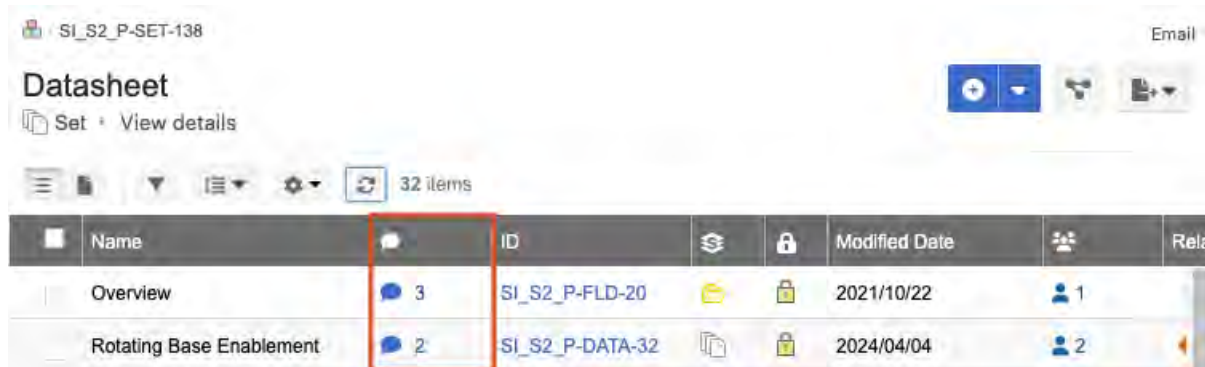 SI_S2_P-SET-138
Email
Datasheet
Set • View details
32 items
Name ID Modified Date Rela
Overview 3 SI_S2_P-FLD-20 2021/10/22 1
Rotating Base Enablement 2 SI_S2_P-DATA-32 2024/04/04 2